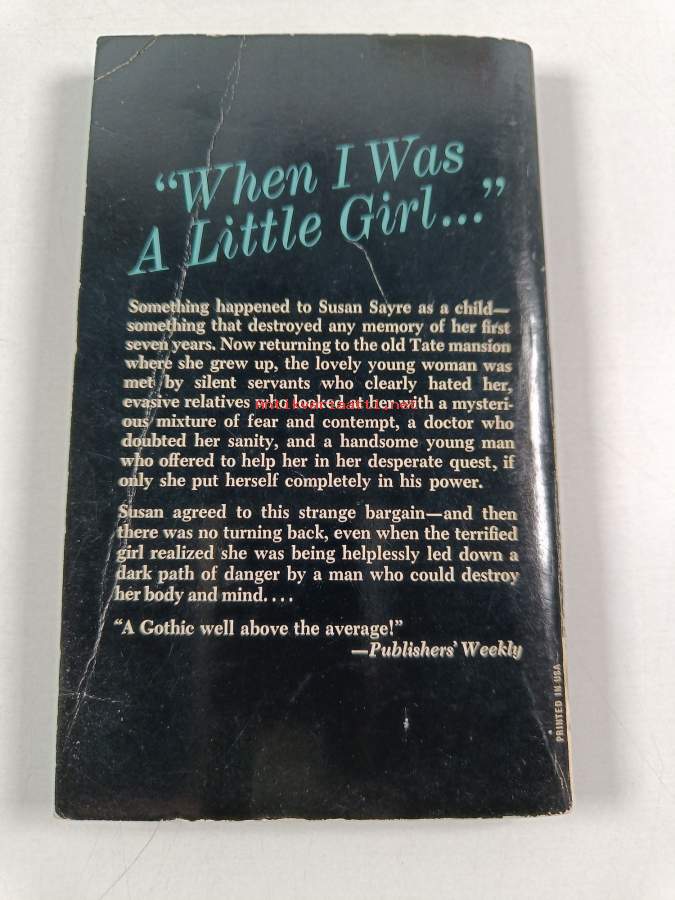 “When I Was
A Little Girl...”
Something happened to Susan Sayre as a child—
something that destroyed any memory of her first
seven years. Now returning to the old Tate mansion
where she grew up, the lovely young woman was
met by silent servants who clearly hated her,
evasive relatives who looked at her with a mysteri-
ous mixture of fear and contempt, a doctor who
doubted her sanity, and a handsome young man
who offered to help her in her desperate quest, if
only she put herself completely in his power.
Susan agreed to this strange bargain—and then
there was no turning back, even when the terrified
girl realized she was being helplessly led down a
dark path of danger by a man who could destroy
her body and mind....
“A Gothic well above the average!”
—Publishers’ Weekly
PRINTED IN USA